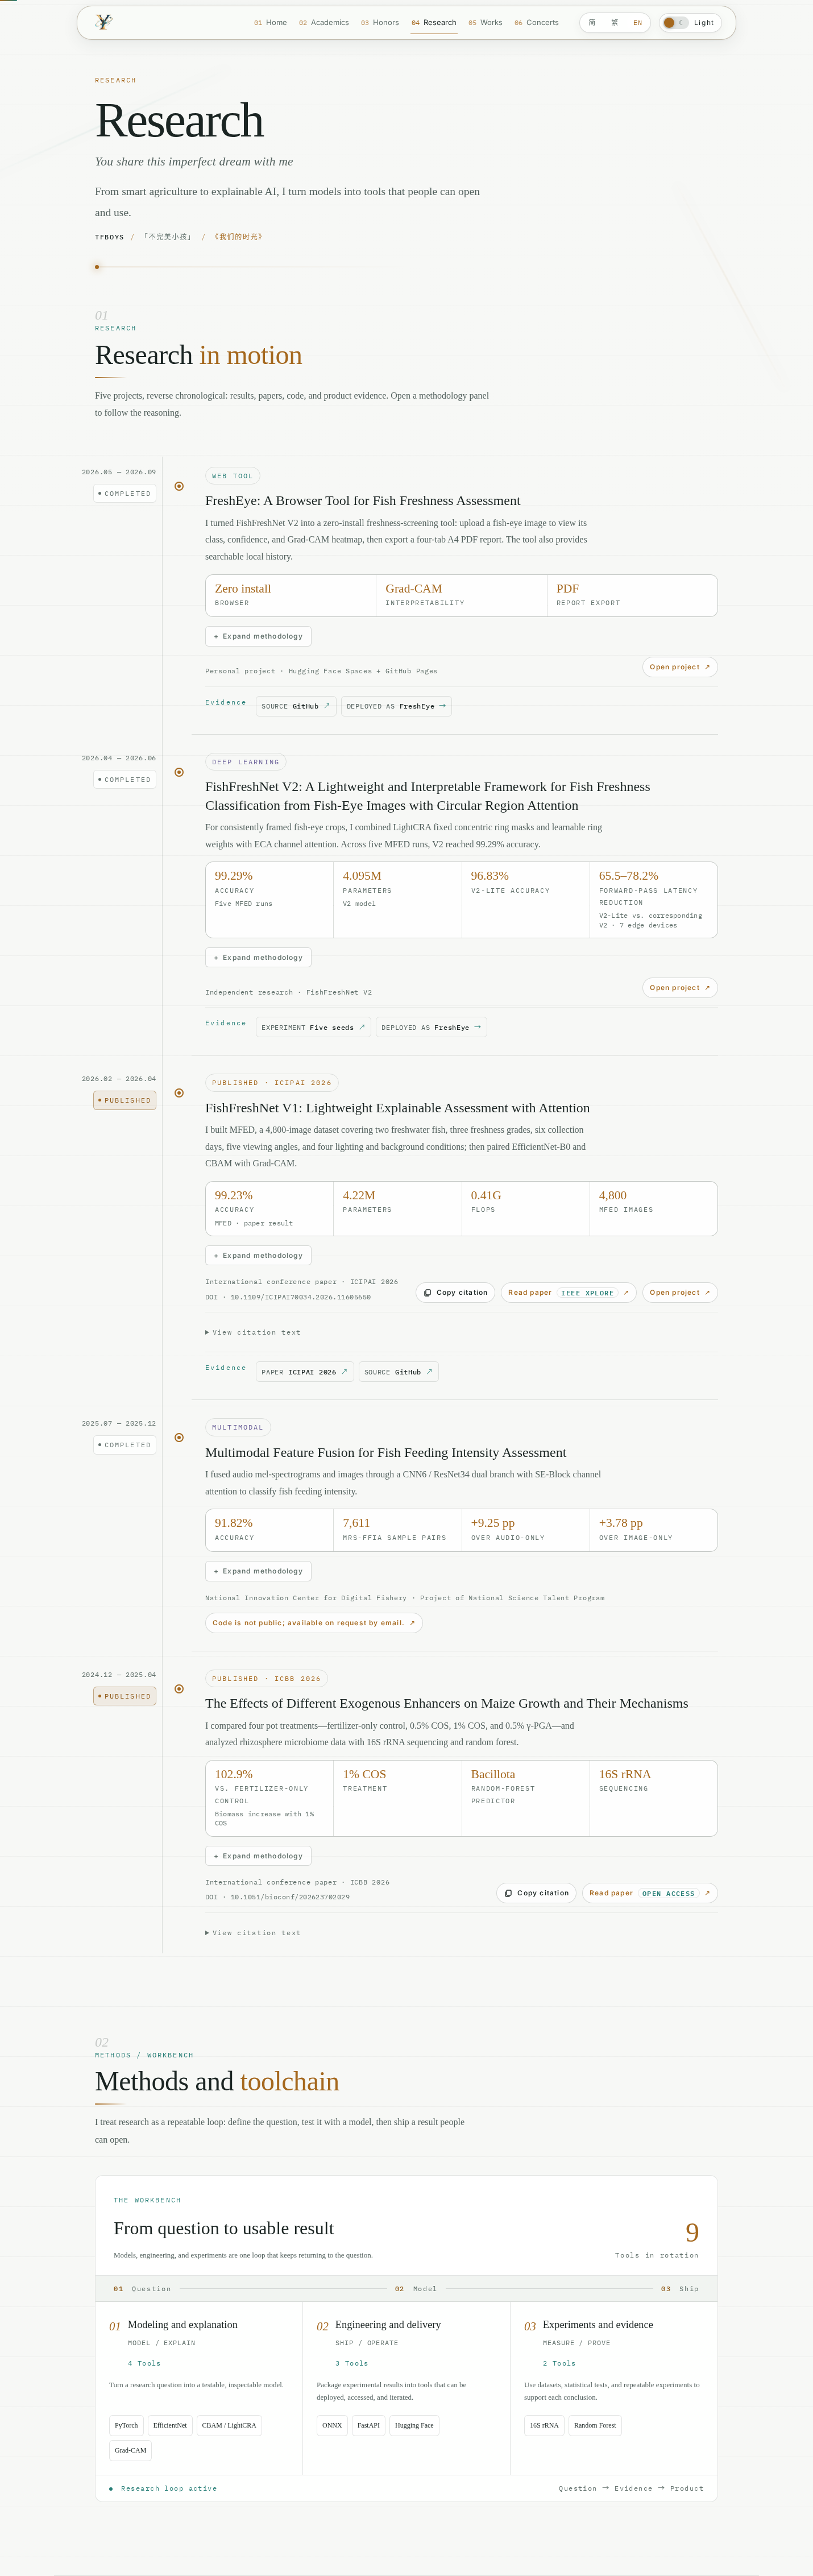 01 Home 02 Academics 03 Honors 04 Research 05 Works 06 Concerts 简 繁 EN Light
RESEARCH
Research
You share this imperfect dream with me
From smart agriculture to explainable AI, I turn models into tools that people can open
and use.
TFBOYS / 「不完美小孩」 / 《我们的时光》
01
RESEARCH
Research in motion
Five projects, reverse chronological: results, papers, code, and product evidence. Open a methodology panel
to follow the reasoning.
2026.05 — 2026.09
COMPLETED
WEB TOOL
FreshEye: A Browser Tool for Fish Freshness Assessment
I turned FishFreshNet V2 into a zero-install freshness-screening tool: upload a fish-eye image to view its
class, confidence, and Grad-CAM heatmap, then export a four-tab A4 PDF report. The tool also provides
searchable local history.
Zero install
BROWSER
Grad-CAM
INTERPRETABILITY
PDF
REPORT EXPORT
+ Expand methodology
Personal project · Hugging Face Spaces + GitHub Pages
Open project ↗
Evidence
SOURCE GitHub ↗
DEPLOYED AS FreshEye →
2026.04 — 2026.06
COMPLETED
DEEP LEARNING
FishFreshNet V2: A Lightweight and Interpretable Framework for Fish Freshness
Classification from Fish-Eye Images with Circular Region Attention
For consistently framed fish-eye crops, I combined LightCRA fixed concentric ring masks and learnable ring
weights with ECA channel attention. Across five MFED runs, V2 reached 99.29% accuracy.
99.29%
ACCURACY
Five MFED runs
4.095M
PARAMETERS
V2 model
96.83%
V2-LITE ACCURACY
65.5–78.2%
FORWARD-PASS LATENCY
REDUCTION
V2-Lite vs. corresponding
V2 · 7 edge devices
+ Expand methodology
Independent research · FishFreshNet V2
Open project ↗
Evidence
EXPERIMENT Five seeds ↗
DEPLOYED AS FreshEye →
2026.02 — 2026.04
PUBLISHED
PUBLISHED · ICIPAI 2026
FishFreshNet V1: Lightweight Explainable Assessment with Attention
I built MFED, a 4,800-image dataset covering two freshwater fish, three freshness grades, six collection
days, five viewing angles, and four lighting and background conditions; then paired EfficientNet-B0 and
CBAM with Grad-CAM.
99.23%
ACCURACY
MFED · paper result
4.22M
PARAMETERS
0.41G
FLOPS
4,800
MFED IMAGES
+ Expand methodology
International conference paper · ICIPAI 2026
DOI · 10.1109/ICIPAI70034.2026.11605650
Copy citation
Read paper IEEE XPLORE ↗
Open project ↗
▶ View citation text
Evidence
PAPER ICIPAI 2026 ↗
SOURCE GitHub ↗
2025.07 — 2025.12
COMPLETED
MULTIMODAL
Multimodal Feature Fusion for Fish Feeding Intensity Assessment
I fused audio mel-spectrograms and images through a CNN6 / ResNet34 dual branch with SE-Block channel
attention to classify fish feeding intensity.
91.82%
ACCURACY
7,611
MRS-FFIA SAMPLE PAIRS
+9.25 pp
OVER AUDIO-ONLY
+3.78 pp
OVER IMAGE-ONLY
+ Expand methodology
National Innovation Center for Digital Fishery · Project of National Science Talent Program
Code is not public; available on request by email. ↗
2024.12 — 2025.04
PUBLISHED
PUBLISHED · ICBB 2026
The Effects of Different Exogenous Enhancers on Maize Growth and Their Mechanisms
I compared four pot treatments—fertilizer-only control, 0.5% COS, 1% COS, and 0.5% γ-PGA—and
analyzed rhizosphere microbiome data with 16S rRNA sequencing and random forest.
102.9%
VS. FERTILIZER-ONLY
CONTROL
Biomass increase with 1%
COS
1% COS
TREATMENT
Bacillota
RANDOM-FOREST
PREDICTOR
16S rRNA
SEQUENCING
+ Expand methodology
International conference paper · ICBB 2026
DOI · 10.1051/bioconf/202623702029
Copy citation
Read paper OPEN ACCESS ↗
▶ View citation text
02
METHODS / WORKBENCH
Methods and toolchain
I treat research as a repeatable loop: define the question, test it with a model, then ship a result people
can open.
THE WORKBENCH
From question to usable result
Models, engineering, and experiments are one loop that keeps returning to the question.
9
Tools in rotation
01 Question 02 Model 03 Ship
01 Modeling and explanation
MODEL / EXPLAIN
4 Tools
Turn a research question into a testable, inspectable model.
PyTorch EfficientNet CBAM / LightCRA
Grad-CAM
02 Engineering and delivery
SHIP / OPERATE
3 Tools
Package experimental results into tools that can be
deployed, accessed, and iterated.
ONNX FastAPI Hugging Face
03 Experiments and evidence
MEASURE / PROVE
2 Tools
Use datasets, statistical tests, and repeatable experiments to
support each conclusion.
16S rRNA Random Forest
Research loop active
Question → Evidence → Product